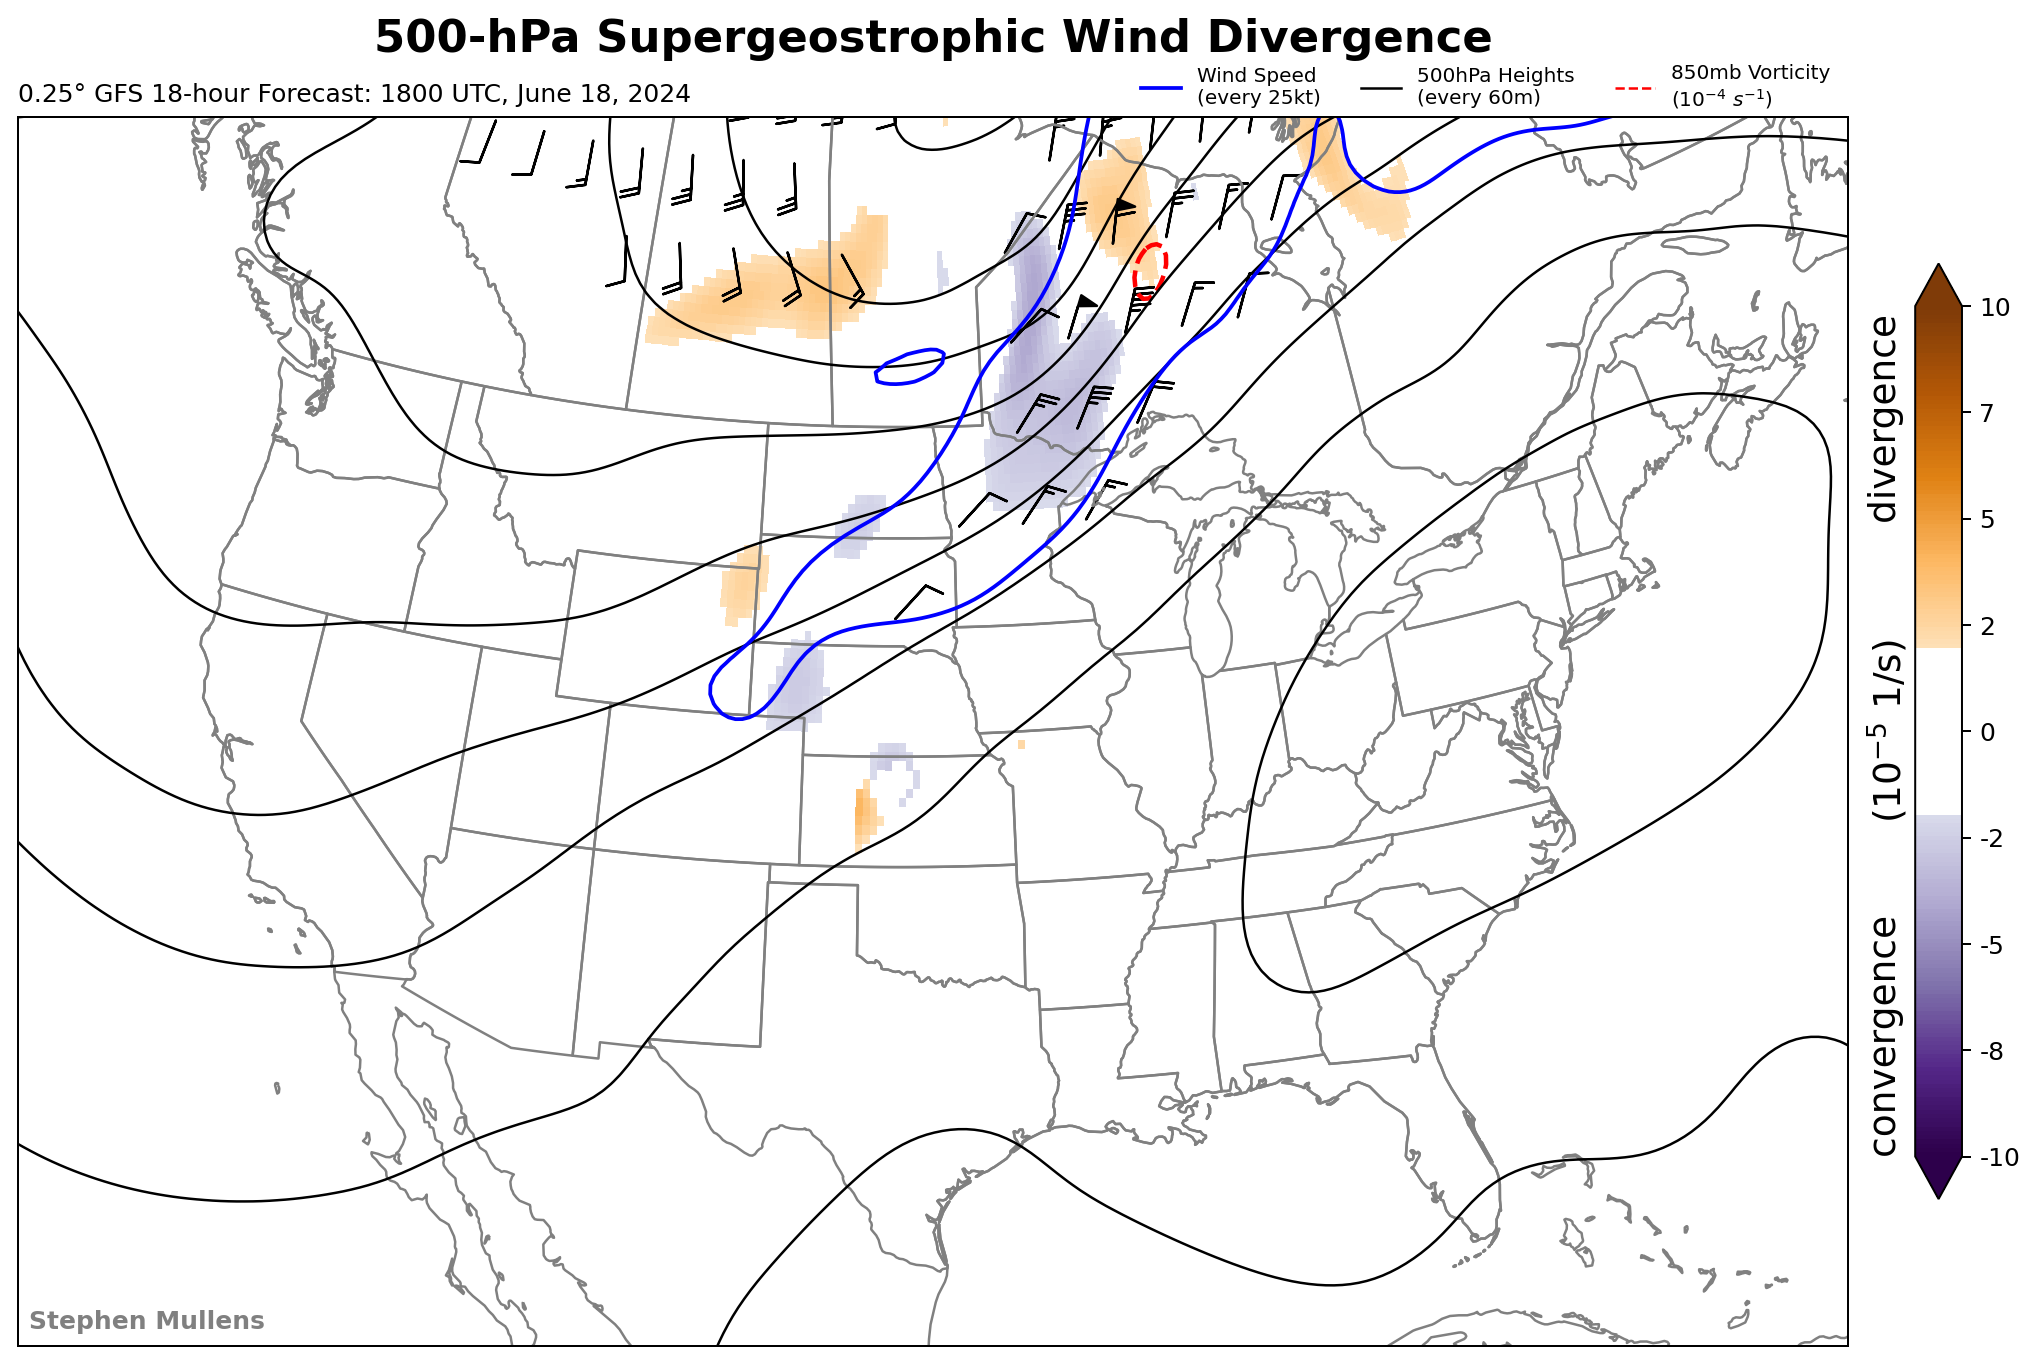 500-hPa Supergeostrophic Wind Divergence
0.25° GFS 18-hour Forecast: 1800 UTC, June 18, 2024
Wind Speed
(every 25kt)
500hPa Heights
(every 60m)
850mb Vorticity
(10⁻⁴ s⁻¹)
10
7
5
2
0
-2
-5
-8
-10
convergence (10⁻⁵ 1/s) divergence
Stephen Mullens